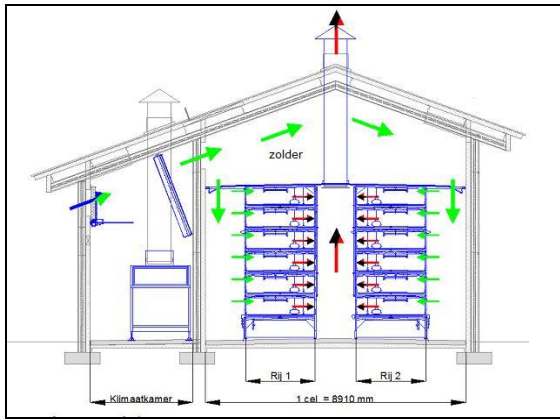 zolder
Rij 1
Rij 2
Klimaatkamer
1 cel = 8910 mm